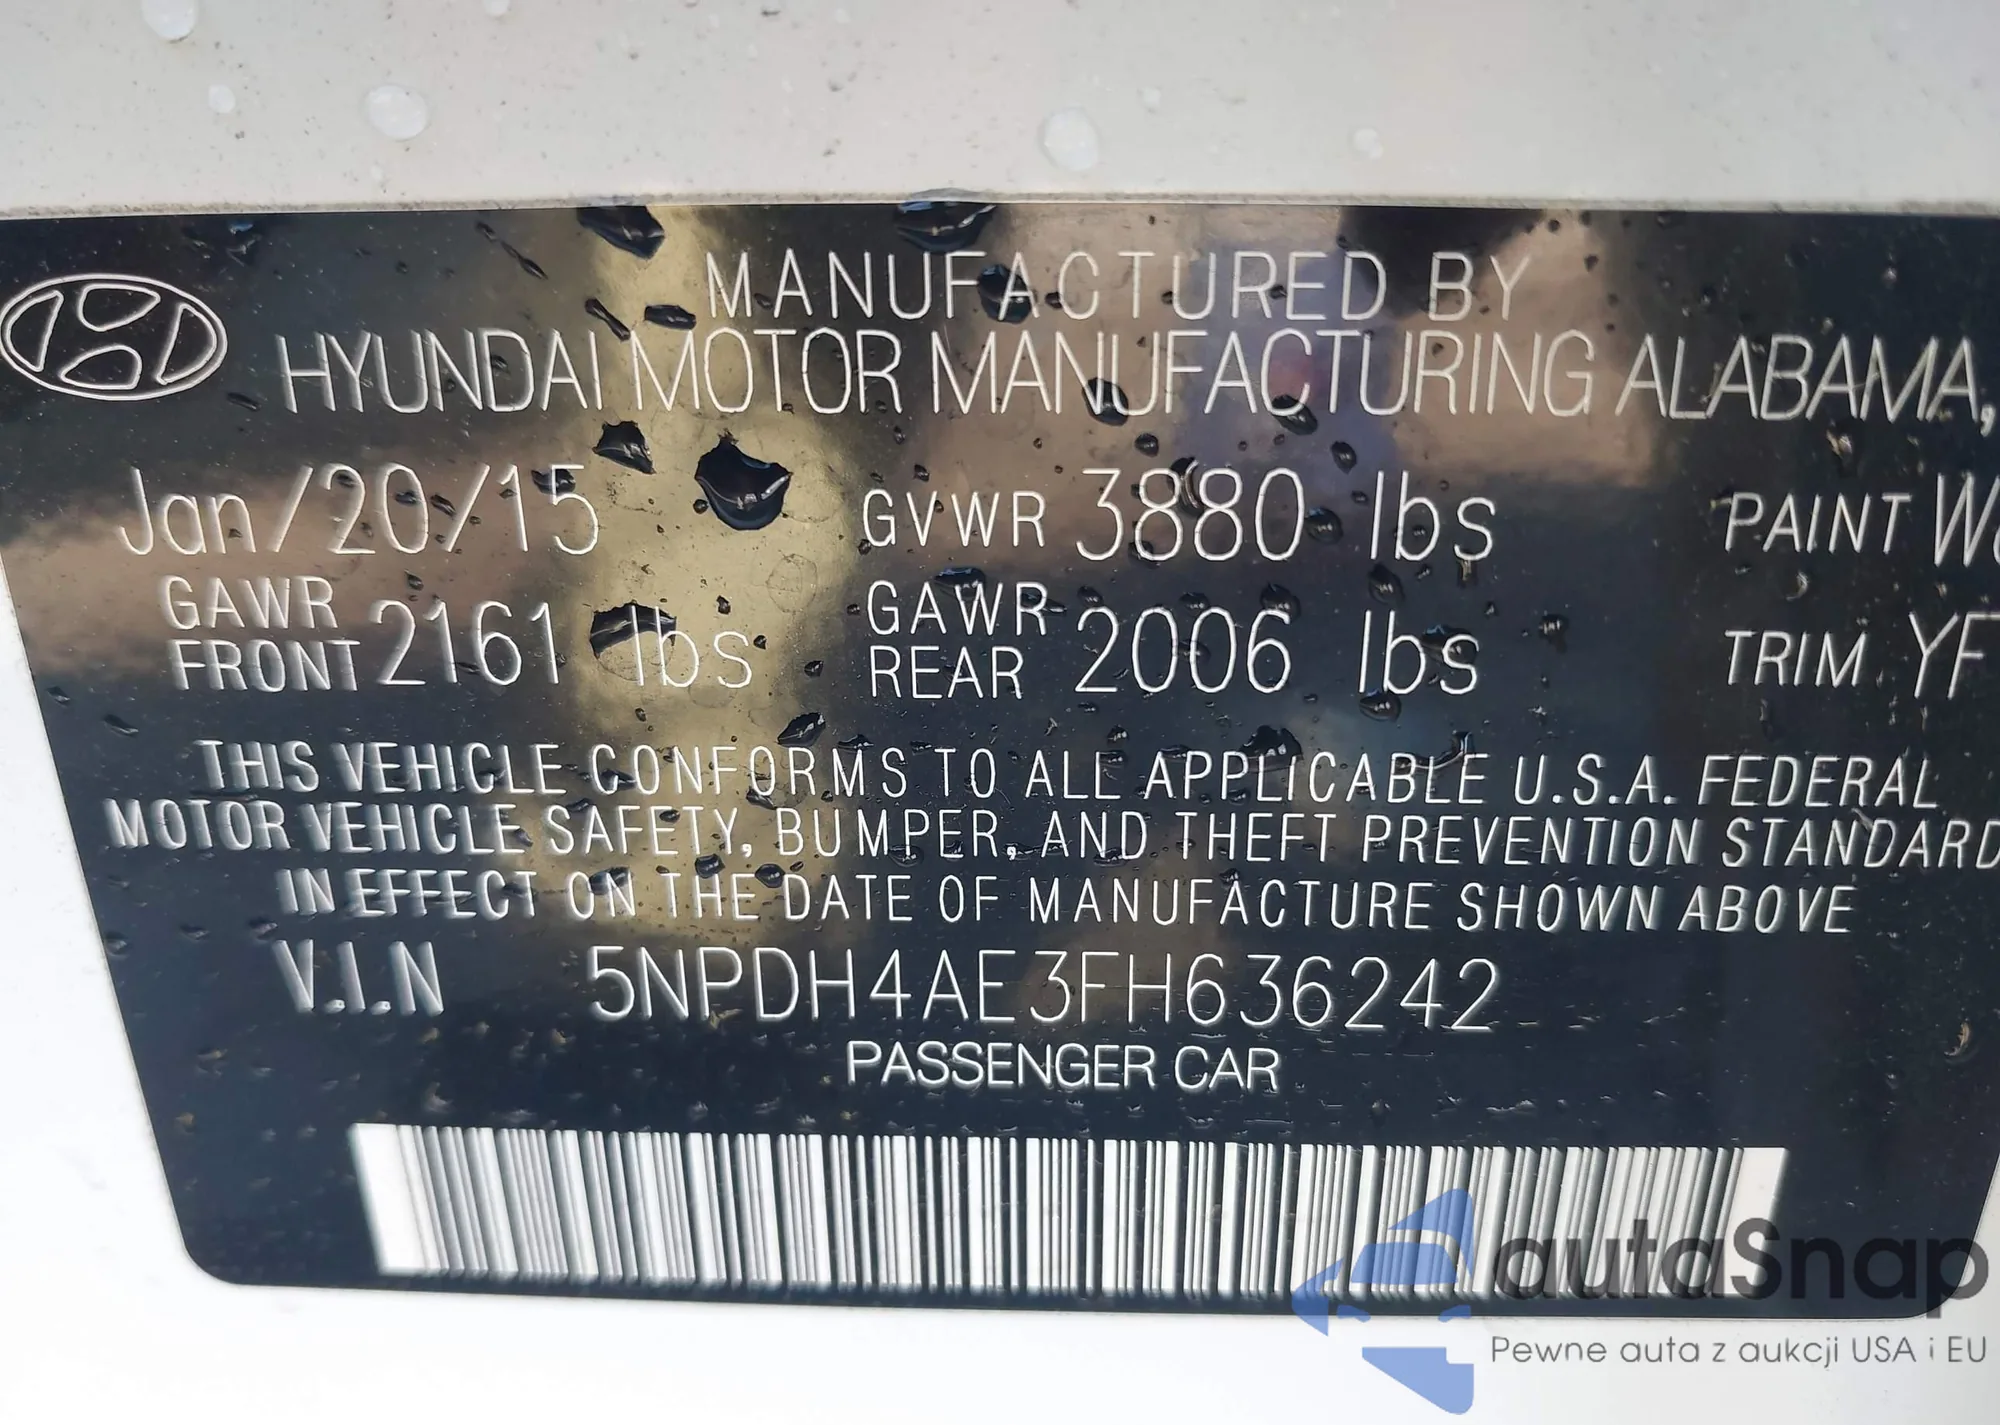 MANUFACTURED BY
HYUNDAI MOTOR MANUFACTURING ALABAMA,
Jan/20/15 GVWR 3880 lbs PAINT
GAWR FRONT 2161 lbs GAWR REAR 2006 lbs TRIM YF
THIS VEHICLE CONFORMS TO ALL APPLICABLE U.S.A. FEDERAL
MOTOR VEHICLE SAFETY, BUMPER, AND THEFT PREVENTION STANDARD
IN EFFECT ON THE DATE OF MANUFACTURE SHOWN ABOVE
V.I.N 5NPDH4AE3FH636242
PASSENGER CAR
autaSnap
Pewne auta z aukcji USA i EU